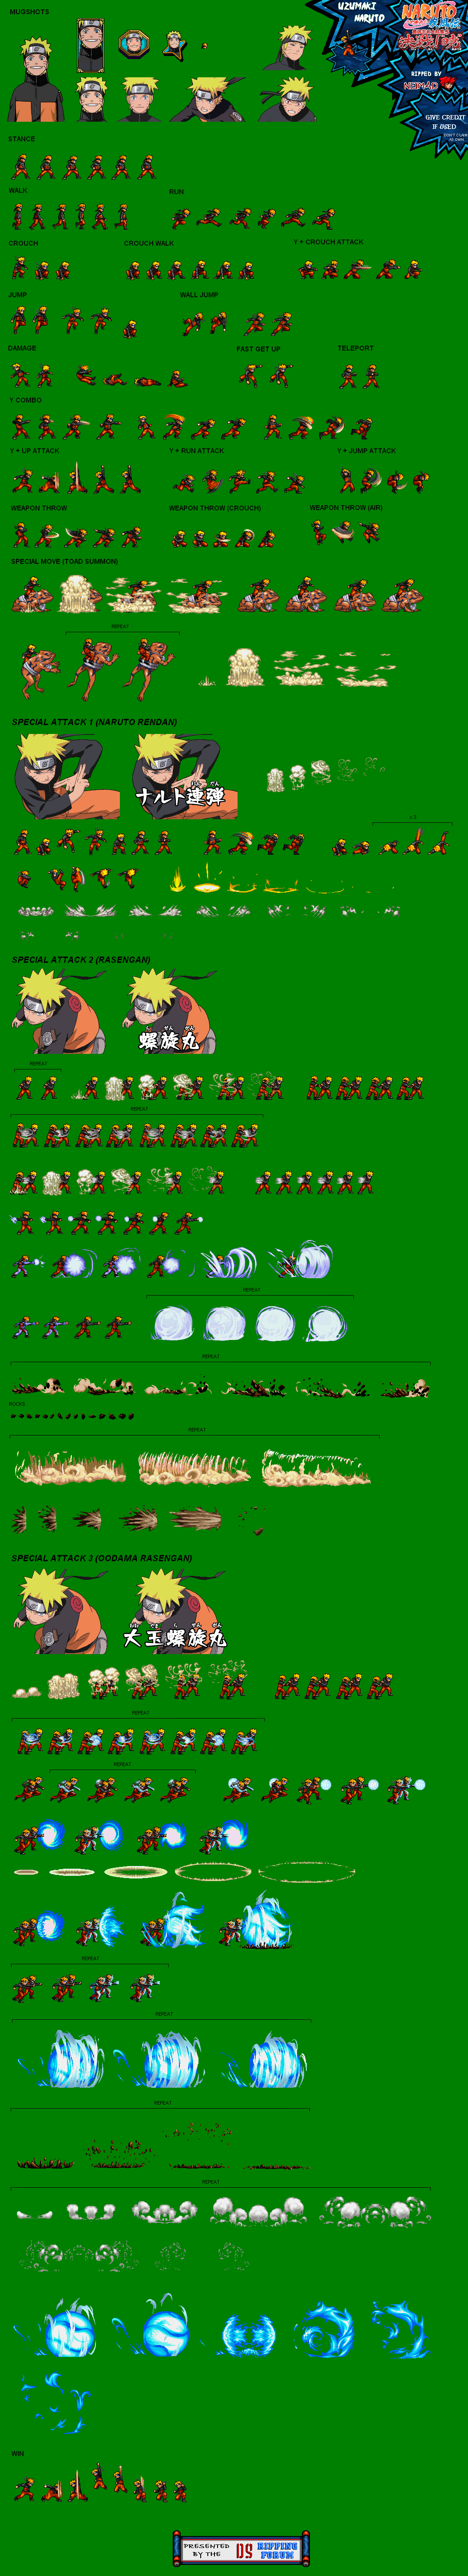 MUGSHOTS
UZUMAKI
NARUTO
NARUTO
RIPPED BY
GIVE CREDIT
IF USED
STANCE
WALK
RUN
CROUCH
CROUCH WALK
Y + CROUCH ATTACK
JUMP
WALL JUMP
DAMAGE
FAST GET UP
TELEPORT
Y COMBO
Y + UP ATTACK
Y + RUN ATTACK
Y + JUMP ATTACK
WEAPON THROW
WEAPON THROW (CROUCH)
WEAPON THROW (AIR)
SPECIAL MOVE (TOAD SUMMON)
REPEAT
SPECIAL ATTACK 1 (NARUTO RENDAN)
ナルト連弾
SPECIAL ATTACK 2 (RASENGAN)
螺旋丸
REPEAT
REPEAT
REPEAT
REPEAT
ROCKS
REPEAT
SPECIAL ATTACK 3 (OODAMA RASENGAN)
大玉螺旋丸
REPEAT
REPEAT
REPEAT
REPEAT
REPEAT
REPEAT
WIN
PRESENTED
BY THE
DS
RIPPING
FORUM